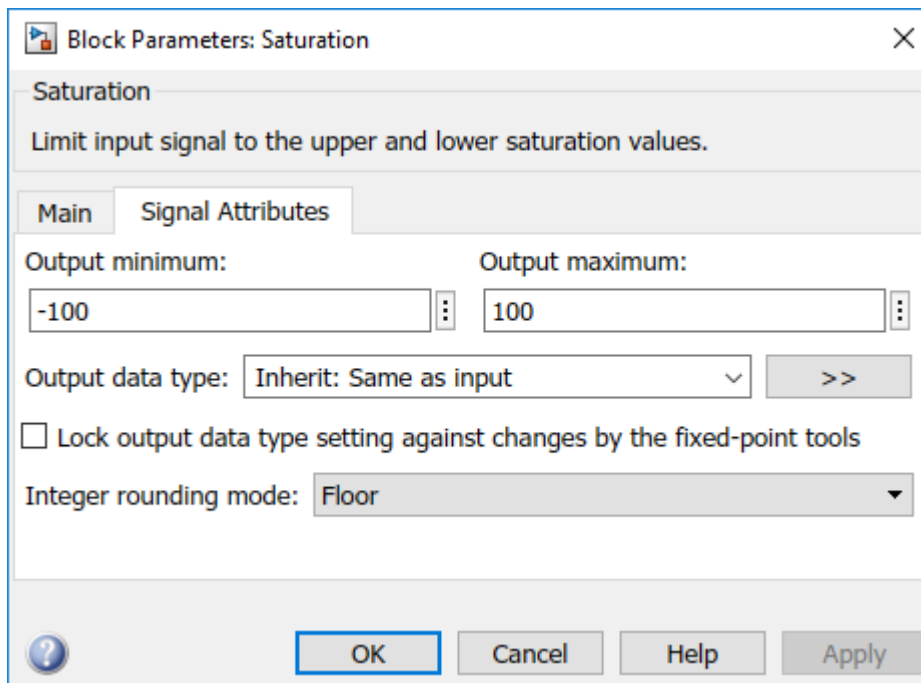 Block Parameters: Saturation
Saturation
Limit input signal to the upper and lower saturation values.
Main Signal Attributes
Output minimum: Output maximum:
-100 100
Output data type: Inherit: Same as input >>
Lock output data type setting against changes by the fixed-point tools
Integer rounding mode: Floor
? OK Cancel Help Apply